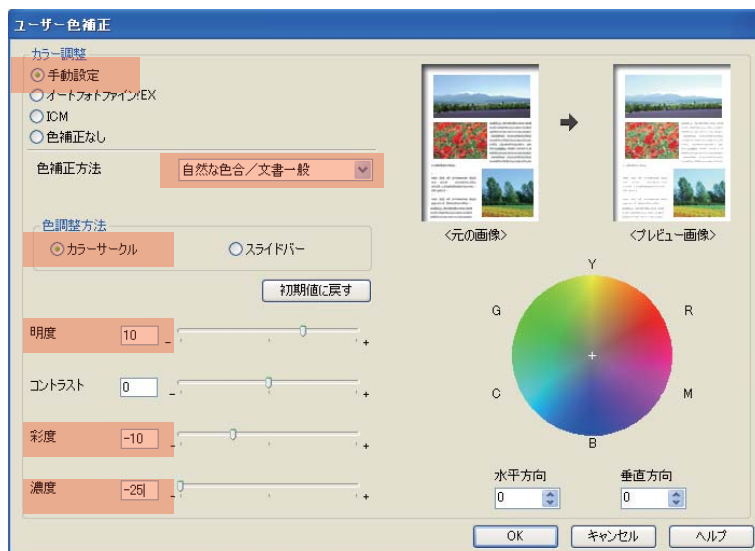 ユーザー色補正
カラー調整
手動設定
オートフォトファイン!EX
ICM
色補正なし
色補正方法
自然な色合/文書一般
色調整方法
カラーサークル
スライドバー
初期値に戻す
明度 10 - +
コントラスト 0 - +
彩度 -10 - +
濃度 -25 - +
<元の画像>
<プレビュー画像>
Y
G R
C M
B
水平方向 垂直方向
0 0
OK キャンセル ヘルプ